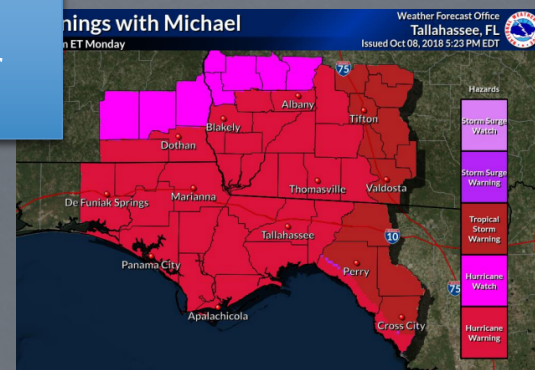 nings with Michael
m ET Monday
Weather Forecast Office
Tallahassee, FL
Issued Oct 08, 2018 5:23 PM EDT
75
Albany
Tifton
Blakely
Dothan
Thomasville
Valdosta
De Funiak Springs
Marianna
Tallahassee
10
Panama City
Perry
75
Apalachicola
Cross City
Hazards
Storm Surge
Watch
Storm Surge
Warning
Tropical
Storm
Warning
Hurricane
Watch
Hurricane
Warning